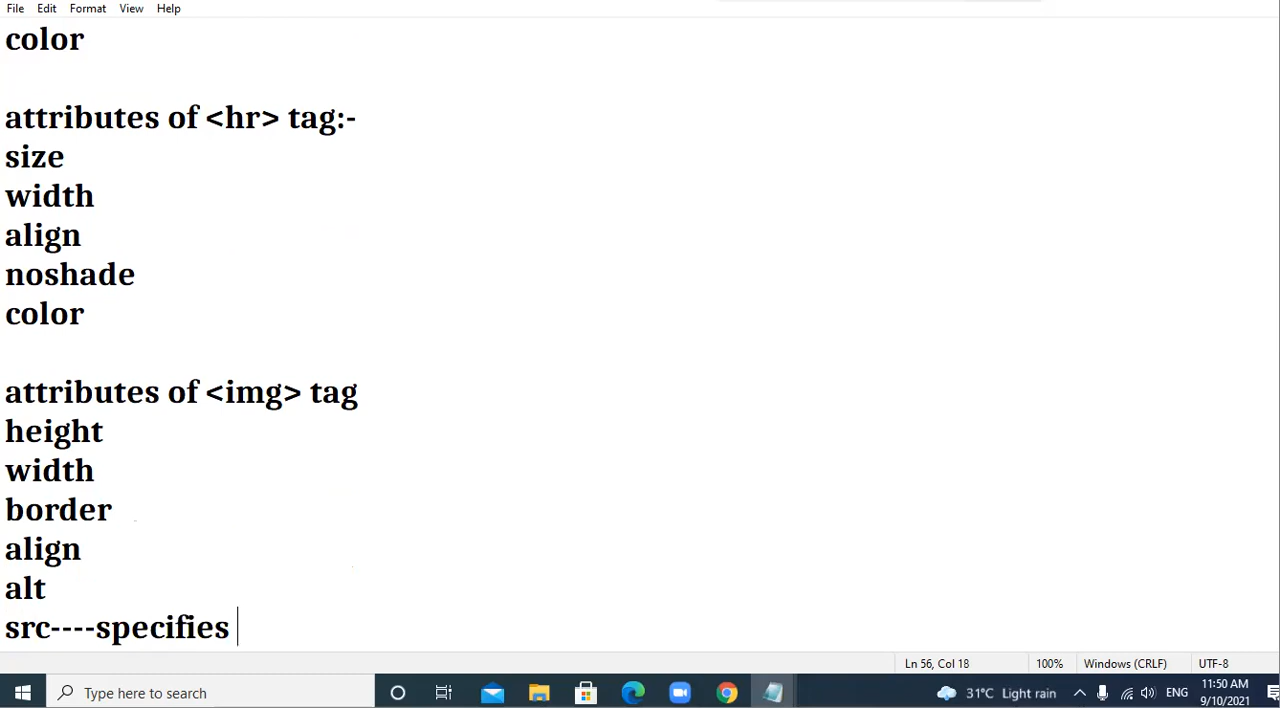 File Edit Format View Help
color
attributes of <hr> tag:-
size
width
align
noshade
color
attributes of <img> tag
height
width
border
align
alt
src----specifies
Ln 56, Col 18 100% Windows (CRLF) UTF-8
Type here to search 31°C Light rain ENG 11:50 AM
9/10/2021